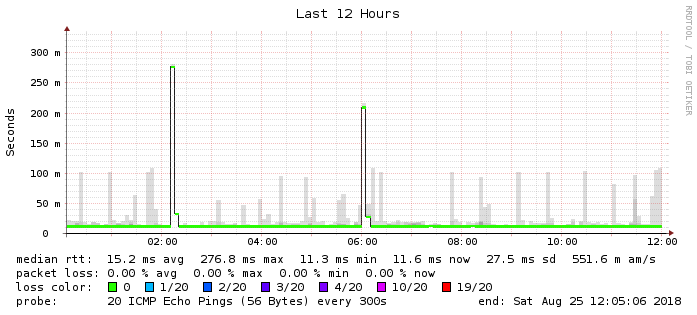 Last 12 Hours
RRDTOOL / TOBI OETIKER
Seconds
300 m
250 m
200 m
150 m
100 m
50 m
0
02:00 04:00 06:00 08:00 10:00 12:00
median rtt: 15.2 ms avg 276.8 ms max 11.3 ms min 11.6 ms now 27.5 ms sd 551.6 m am/s
packet loss: 0.00 % avg 0.00 % max 0.00 % min 0.00 % now
loss color: 0 1/20 2/20 3/20 4/20 10/20 19/20
probe: 20 ICMP Echo Pings (56 Bytes) every 300s end: Sat Aug 25 12:05:06 2018